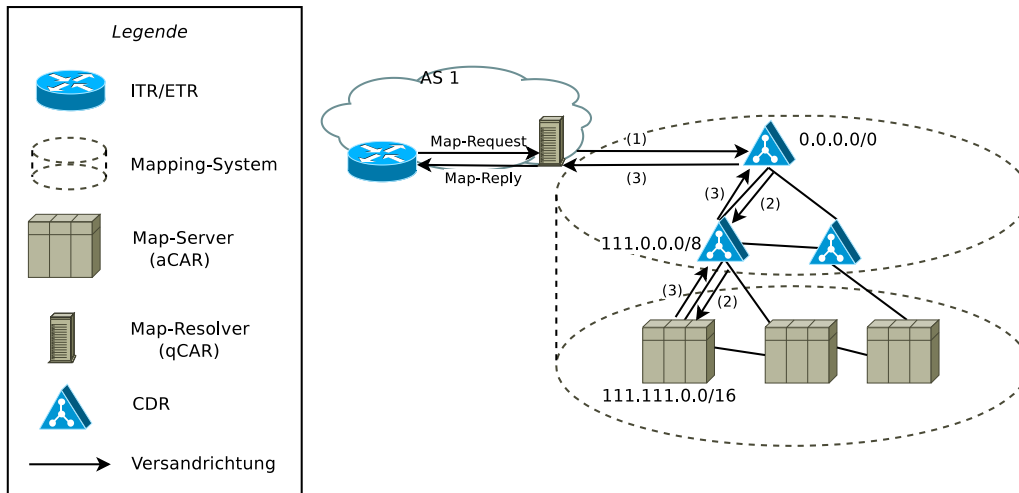 Legende
ITR/ETR
Mapping-System
Map-Server
(aCAR)
Map-Resolver
(qCAR)
CDR
Versandrichtung
AS 1
Map-Request
Map-Reply
(1)
(3)
0.0.0.0/0
(3)
(2)
111.0.0.0/8
(3)
(2)
111.111.0.0/16